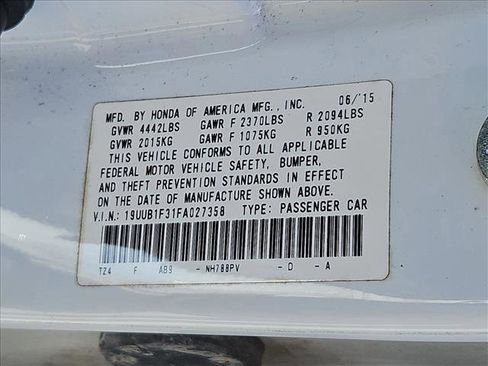 MFD. BY HONDA OF AMERICA MFG., INC. 06/'15
GVWR 4442LBS GAWR F 2370LBS R 2094LBS
GVWR 2015KG GAWR F 1075KG R 950KG
THIS VEHICLE CONFORMS TO ALL APPLICABLE
FEDERAL MOTOR VEHICLE SAFETY, BUMPER,
AND THEFT PREVENTION STANDARDS IN EFFECT
ON THE DATE OF MANUFACTURE SHOWN ABOVE.
V.I.N.: 19UUB1F31FA027358 TYPE: PASSENGER CAR
TZ4 F AB9 - NH788PV - D - A